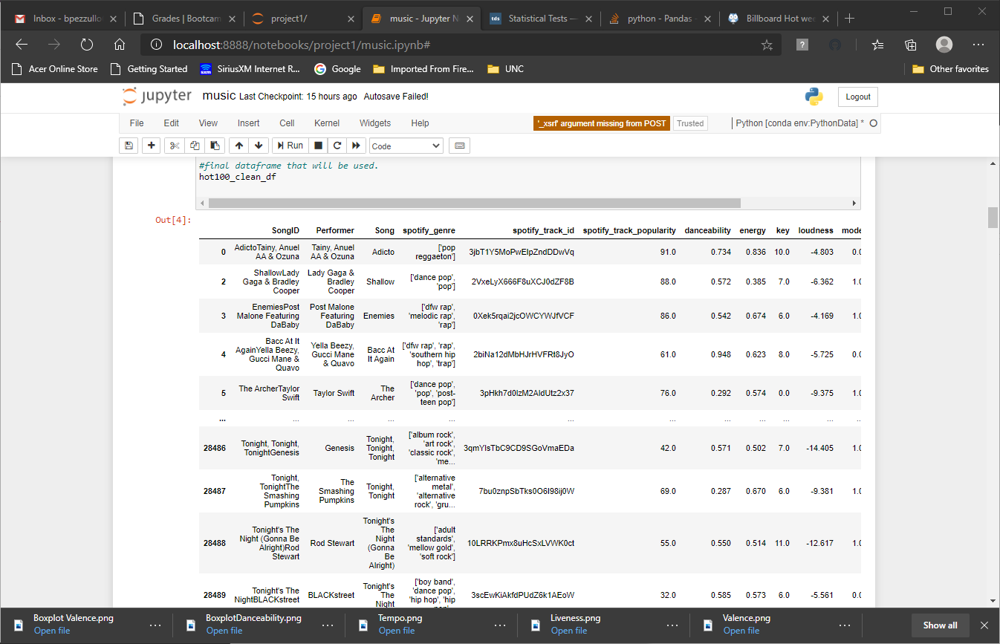 Inbox - bpezzullo
Grades | Bootcam
project1/
music - Jupyter N
Statistical Tests —
python - Pandas
Billboard Hot wee
localhost:8888/notebooks/project1/music.ipynb#
Acer Online Store
Getting Started
SiriusXM Internet R...
Google
Imported From Fire...
UNC
Other favorites
jupyter music Last Checkpoint: 15 hours ago Autosave Failed!
Logout
File Edit View Insert Cell Kernel Widgets Help
'_xsrf' argument missing from POST
Trusted
Python [conda env:PythonData] *
Run
Code
#final dataframe that will be used.
hot100_clean_df
Out[4]:
SongID Performer Song spotify_genre spotify_track_id spotify_track_popularity danceability energy key loudness mode
0 AdictoTainy, Anuel AA & Ozuna Tainy, Anuel AA & Ozuna Adicto ['pop reggaeton'] 3jbT1Y5MoPwEIpZndDDwVq 91.0 0.734 0.836 10.0 -4.803 0.0
2 ShallowLady Gaga & Bradley Cooper Lady Gaga & Bradley Cooper Shallow ['dance pop', 'pop'] 2VxeLyX666F8uXCJ0dZF8B 88.0 0.572 0.385 7.0 -6.362 1.0
3 EnemiesPost Malone Featuring DaBaby Post Malone Featuring DaBaby Enemies ['dfw rap', 'melodic rap', 'rap'] 0Xek5rqai2jcOWCYWJfVCF 86.0 0.542 0.674 6.0 -4.169 1.0
4 Bacc At It AgainYella Beezy, Gucci Mane & Quavo Yella Beezy, Gucci Mane & Quavo Bacc At It Again ['dfw rap', 'rap', 'southern hip hop', 'trap'] 2biNa12dMbHJrHVFRt8JyO 61.0 0.948 0.623 8.0 -5.725 0.0
5 The ArcherTaylor Swift Taylor Swift The Archer ['dance pop', 'pop', 'post-teen pop'] 3pHkh7d0lzM2AldUtz2x37 76.0 0.292 0.574 0.0 -9.375 1.0
... ... ... ... ... ... ... ... ... ... ... ...
28486 Tonight, Tonight, TonightGenesis Genesis Tonight, Tonight, Tonight ['album rock', 'art rock', 'classic rock', 'me... 3qmYIsTbC9CD9SGoVmaEDa 42.0 0.571 0.502 7.0 -14.405 1.0
28487 Tonight, TonightThe Smashing Pumpkins The Smashing Pumpkins Tonight, Tonight ['alternative metal', 'alternative rock', 'gru... 7bu0znpSbTks0O6I98ij0W 69.0 0.287 0.670 6.0 -9.381 1.0
28488 Tonight's The Night (Gonna Be Alright)Rod Stewart Rod Stewart Tonight's The Night (Gonna Be Alright) ['adult standards', 'mellow gold', 'soft rock'] 10LRRKPmx8uHcSxLVWK0ct 55.0 0.550 0.514 11.0 -12.617 1.0
28489 Tonight's The NightBLACKstreet BLACKstreet Tonight's The Night ['boy band', 'dance pop', 'hip hop', 'hip 3scEwKiAkfdPUdZ6k1AEoW 32.0 0.585 0.573 6.0 -5.561 0.0
Boxplot Valence.png
Open file
BoxplotDanceability.png
Open file
Tempo.png
Open file
Liveness.png
Open file
Valence.png
Open file
Show all